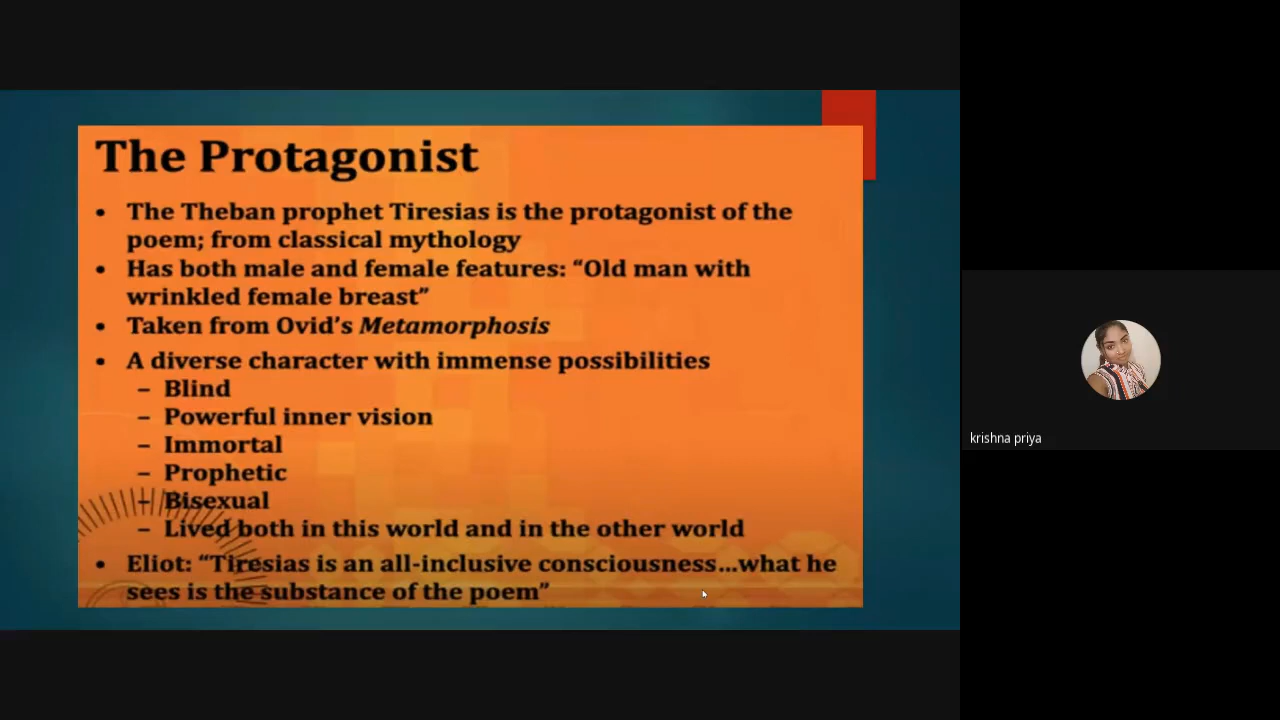 The Protagonist
• The Theban prophet Tiresias is the protagonist of the
poem; from classical mythology
• Has both male and female features: “Old man with
wrinkled female breast”
• Taken from Ovid’s Metamorphosis
• A diverse character with immense possibilities
– Blind
– Powerful inner vision
– Immortal
– Prophetic
– Bisexual
– Lived both in this world and in the other world
• Eliot: “Tiresias is an all-inclusive consciousness...what he
sees is the substance of the poem”
krishna priya